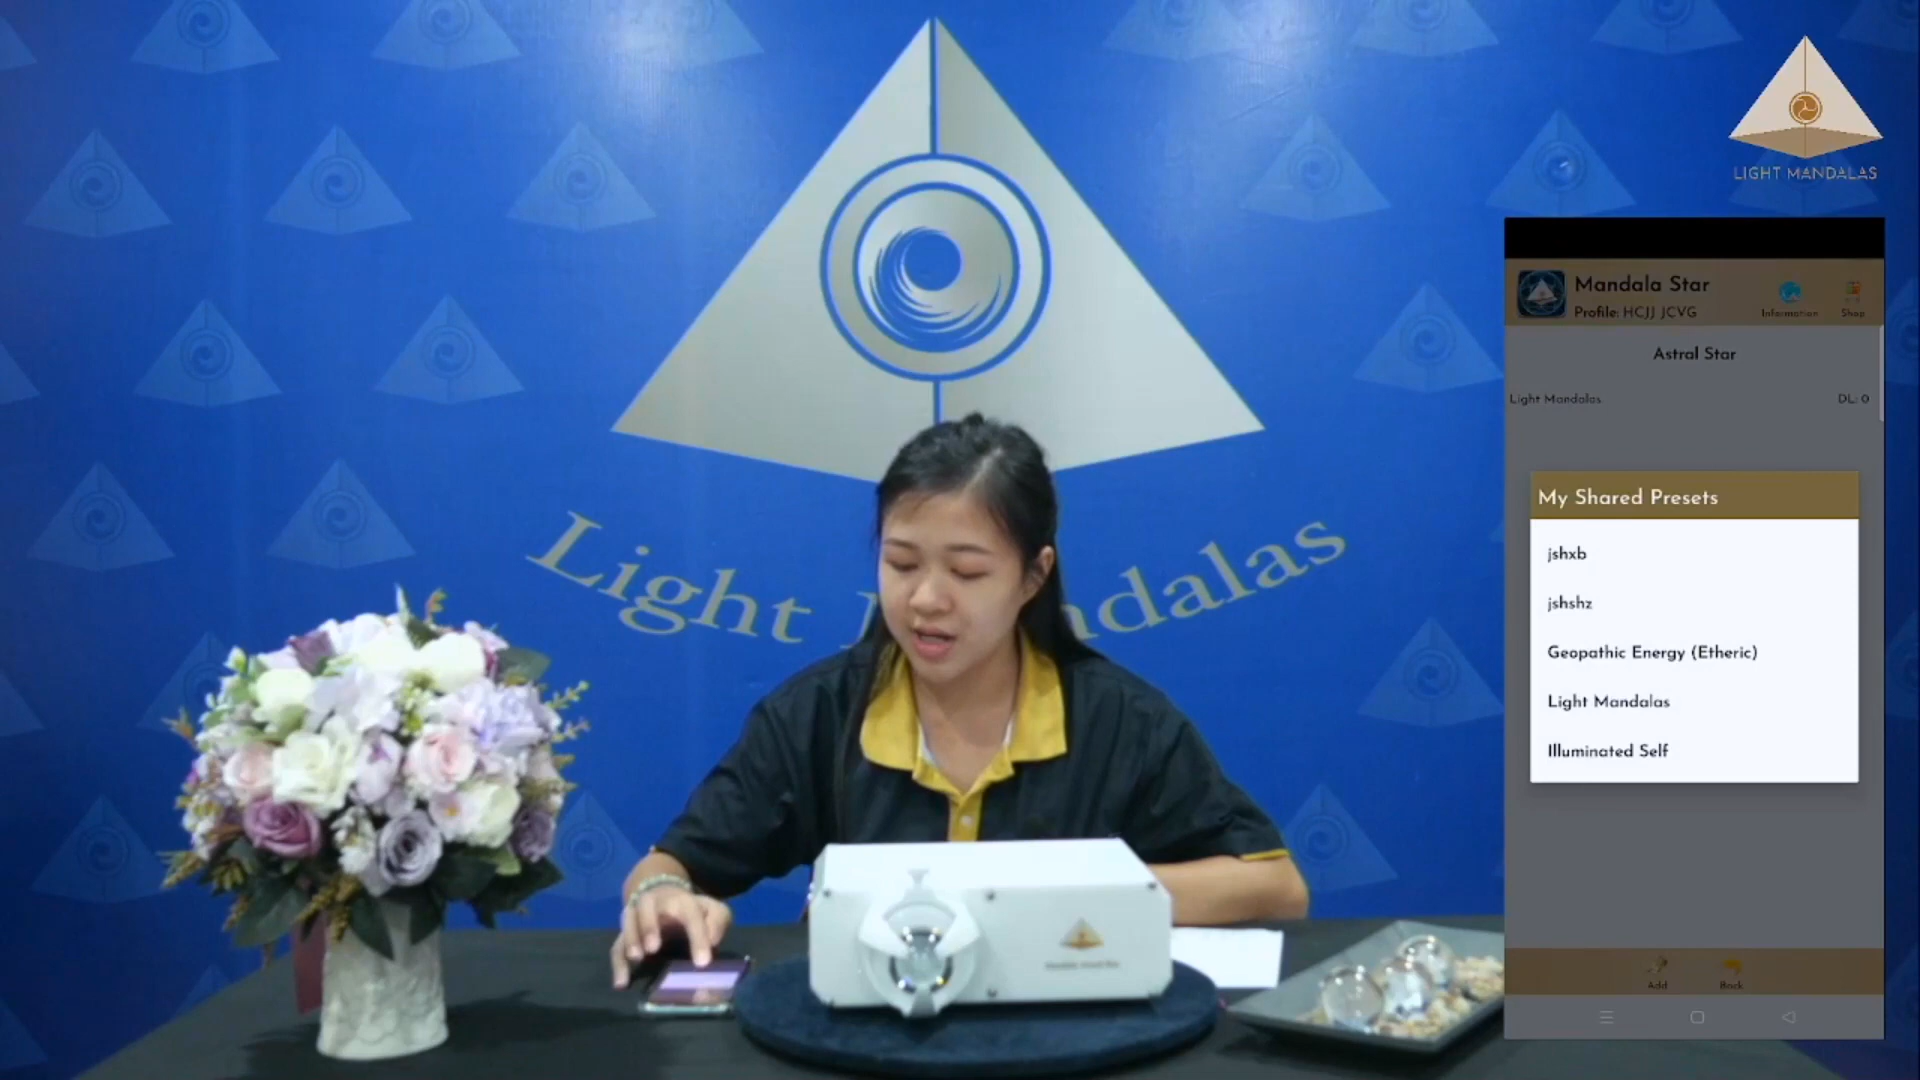 LIGHT MANDALAS
Light Mandalas
Mandala Star
Profile: HCJJ JCVG
Information
Shop
Astral Star
Light Mandalas
DL: 0
My Shared Presets
jshxb
jshshz
Geopathic Energy (Etheric)
Light Mandalas
Illuminated Self
Add
Back